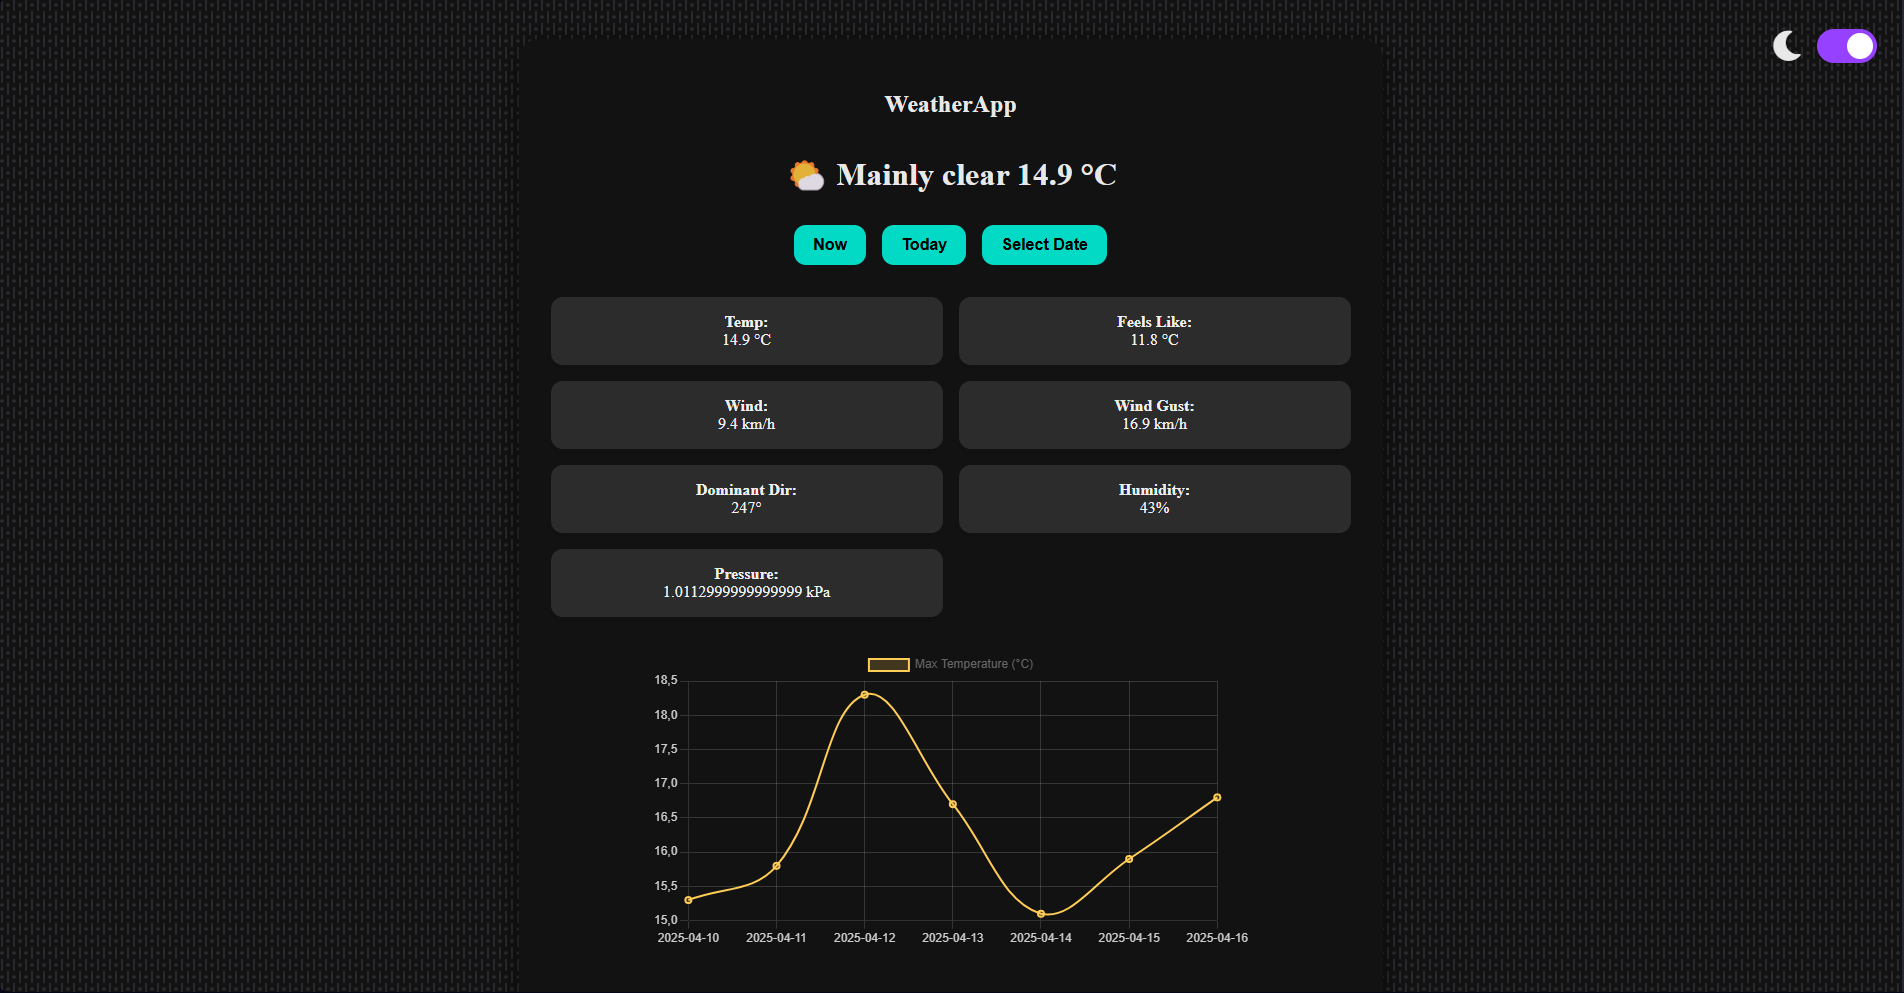 WeatherApp
Mainly clear 14.9 °C
Now
Today
Select Date
Temp:
14.9 °C
Feels Like:
11.8 °C
Wind:
9.4 km/h
Wind Gust:
16.9 km/h
Dominant Dir:
247°
Humidity:
43%
Pressure:
1.0112999999999999 kPa
Max Temperature (°C)
18,5
18,0
17,5
17,0
16,5
16,0
15,5
15,0
2025-04-10 2025-04-11 2025-04-12 2025-04-13 2025-04-14 2025-04-15 2025-04-16